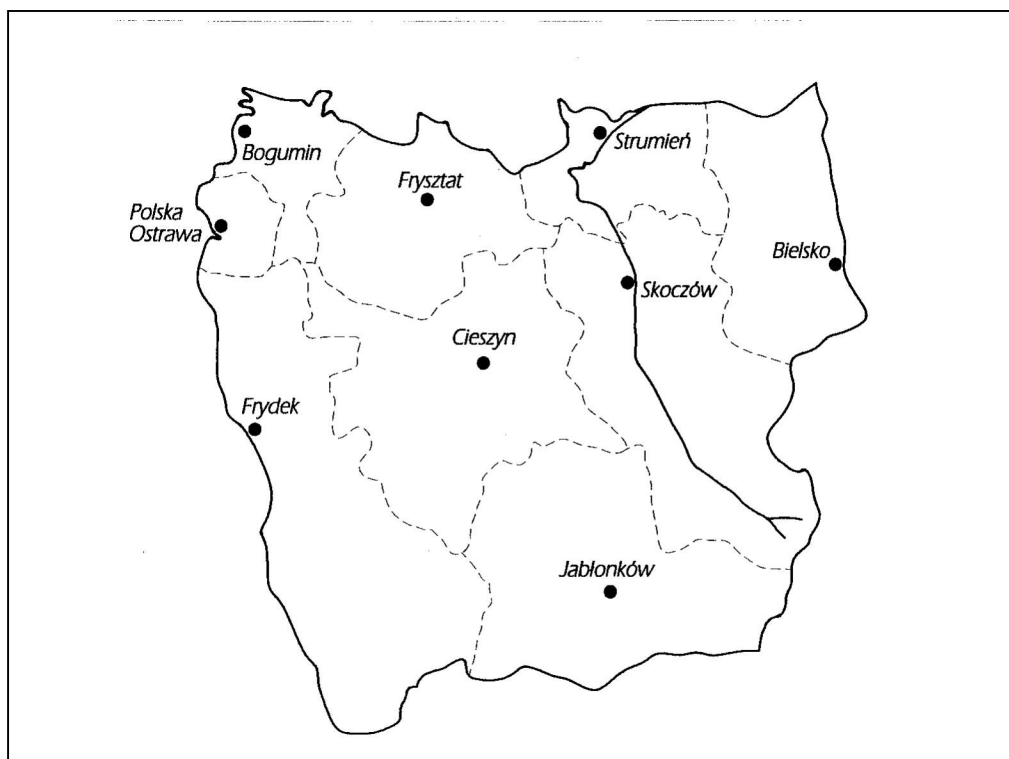 Strumień
Bogumin
Frysztat
Polska
Ostrawa
Bielsko
Skoczów
Cieszyn
Frydek
Jabłonków